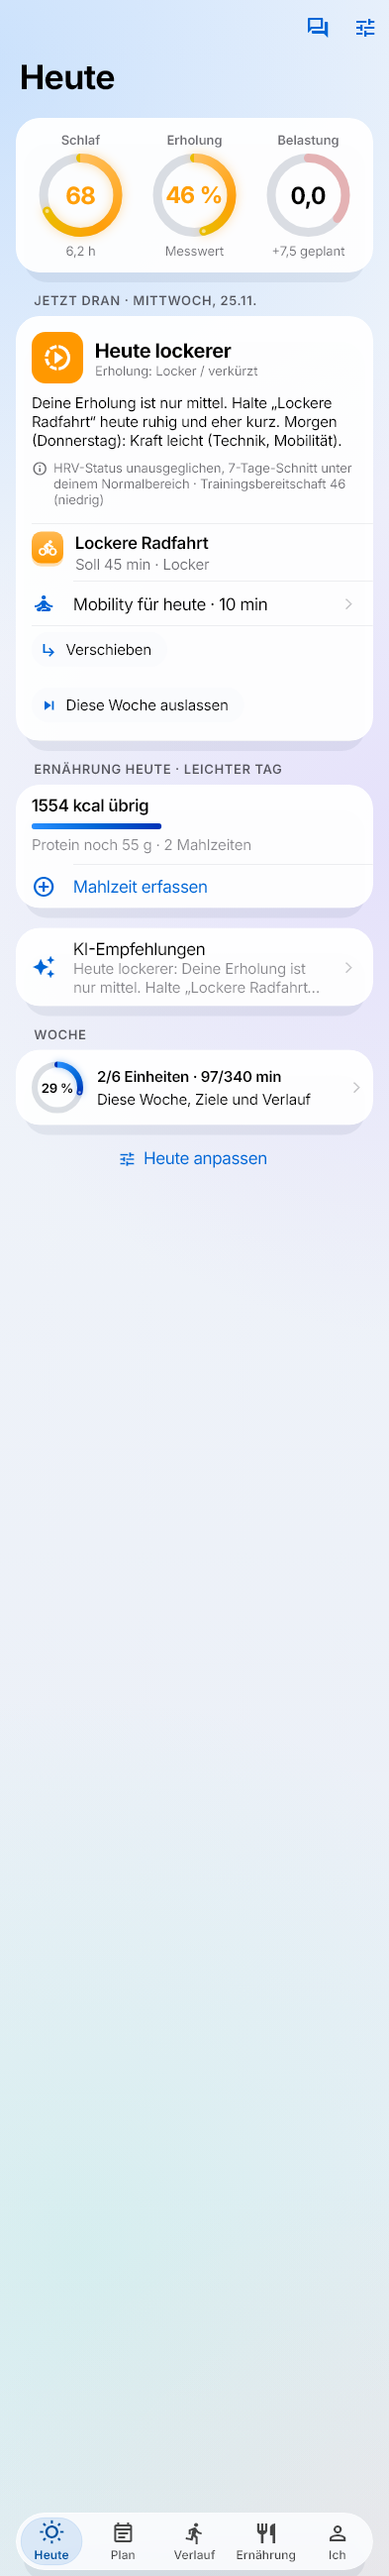 Heute
Schlaf
Erholung
Belastung
68
46 %
0,0
6,2 h
Messwert
+7,5 geplant
JETZT DRAN · MITTWOCH, 25.11.
Heute lockerer
Erholung: Locker / verkürzt
Deine Erholung ist nur mittel. Halte „Lockere
Radfahrt“ heute ruhig und eher kurz. Morgen
(Donnerstag): Kraft leicht (Technik, Mobilität).
HRV-Status unausgeglichen, 7-Tage-Schnitt unter
deinem Normalbereich · Trainingsbereitschaft 46
(niedrig)
Lockere Radfahrt
Soll 45 min · Locker
Mobility für heute · 10 min
Verschieben
Diese Woche auslassen
ERNÄHRUNG HEUTE · LEICHTER TAG
1554 kcal übrig
Protein noch 55 g · 2 Mahlzeiten
Mahlzeit erfassen
KI-Empfehlungen
Heute lockerer: Deine Erholung ist
nur mittel. Halte „Lockere Radfahrt…
WOCHE
29 %
2/6 Einheiten · 97/340 min
Diese Woche, Ziele und Verlauf
Heute anpassen
Heute
Plan
Verlauf
Ernährung
Ich